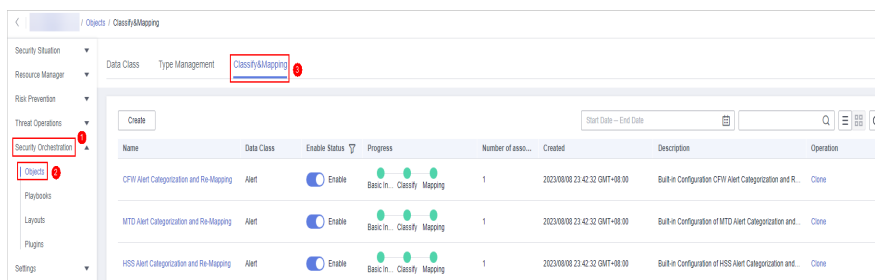 / Objects / Classify&Mapping
Security Situation
Resource Manager
Risk Prevention
Threat Operations
Security Orchestration 1
Objects 2
Playbooks
Layouts
Plugins
Settings
Data Class Type Management Classify&Mapping 3
Create Start Date – End Date
Name Data Class Enable Status Progress Number of asso... Created Description Operation
CFW Alert Categorization and Re-Mapping Alert Enable Basic In... Classify Mapping 1 2023/08/08 23:42:32 GMT+08:00 Built-in Configuration CFW Alert Categorization and R... Clone
MTD Alert Categorization and Re-Mapping Alert Enable Basic In... Classify Mapping 1 2023/08/08 23:42:32 GMT+08:00 Built-in Configuration of MTD Alert Categorization and... Clone
HSS Alert Categorization and Re-Mapping Alert Enable Basic In... Classify Mapping 1 2023/08/08 23:42:32 GMT+08:00 Built-in Configuration of HSS Alert Categorization and... Clone